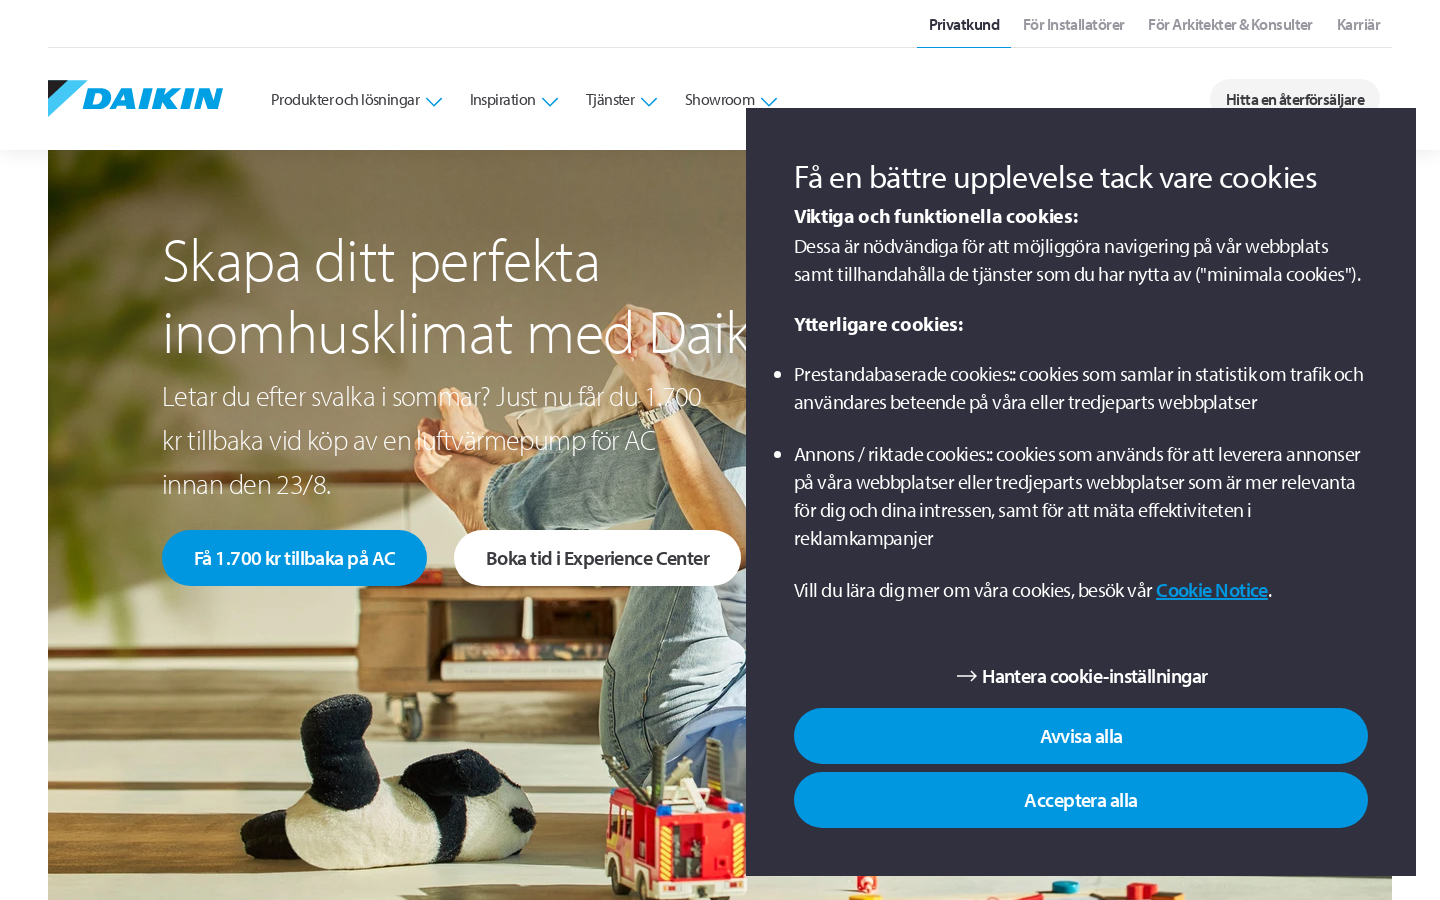 Privatkund
För Installatörer
För Arkitekter & Konsulter
Karriär
DAIKIN
Produkter och lösningar
Inspiration
Tjänster
Showroom
Hitta en återförsäljare
Skapa ditt perfekta
inomhusklimat med Daik
Letar du efter svalka i sommar? Just nu får du 1.700
kr tillbaka vid köp av en luftvärmepump för AC
innan den 23/8.
Få 1.700 kr tillbaka på AC
Boka tid i Experience Center
Få en bättre upplevelse tack vare cookies
Viktiga och funktionella cookies:
Dessa är nödvändiga för att möjliggöra navigering på vår webbplats
samt tillhandahålla de tjänster som du har nytta av ("minimala cookies").
Ytterligare cookies:
Prestandabaserade cookies:: cookies som samlar in statistik om trafik och
användares beteende på våra eller tredjeparts webbplatser
Annons / riktade cookies:: cookies som används för att leverera annonser
på våra webbplatser eller tredjeparts webbplatser som är mer relevanta
för dig och dina intressen, samt för att mäta effektiviteten i
reklamkampanjer
Vill du lära dig mer om våra cookies, besök vår Cookie Notice.
Hantera cookie-inställningar
Avvisa alla
Acceptera alla